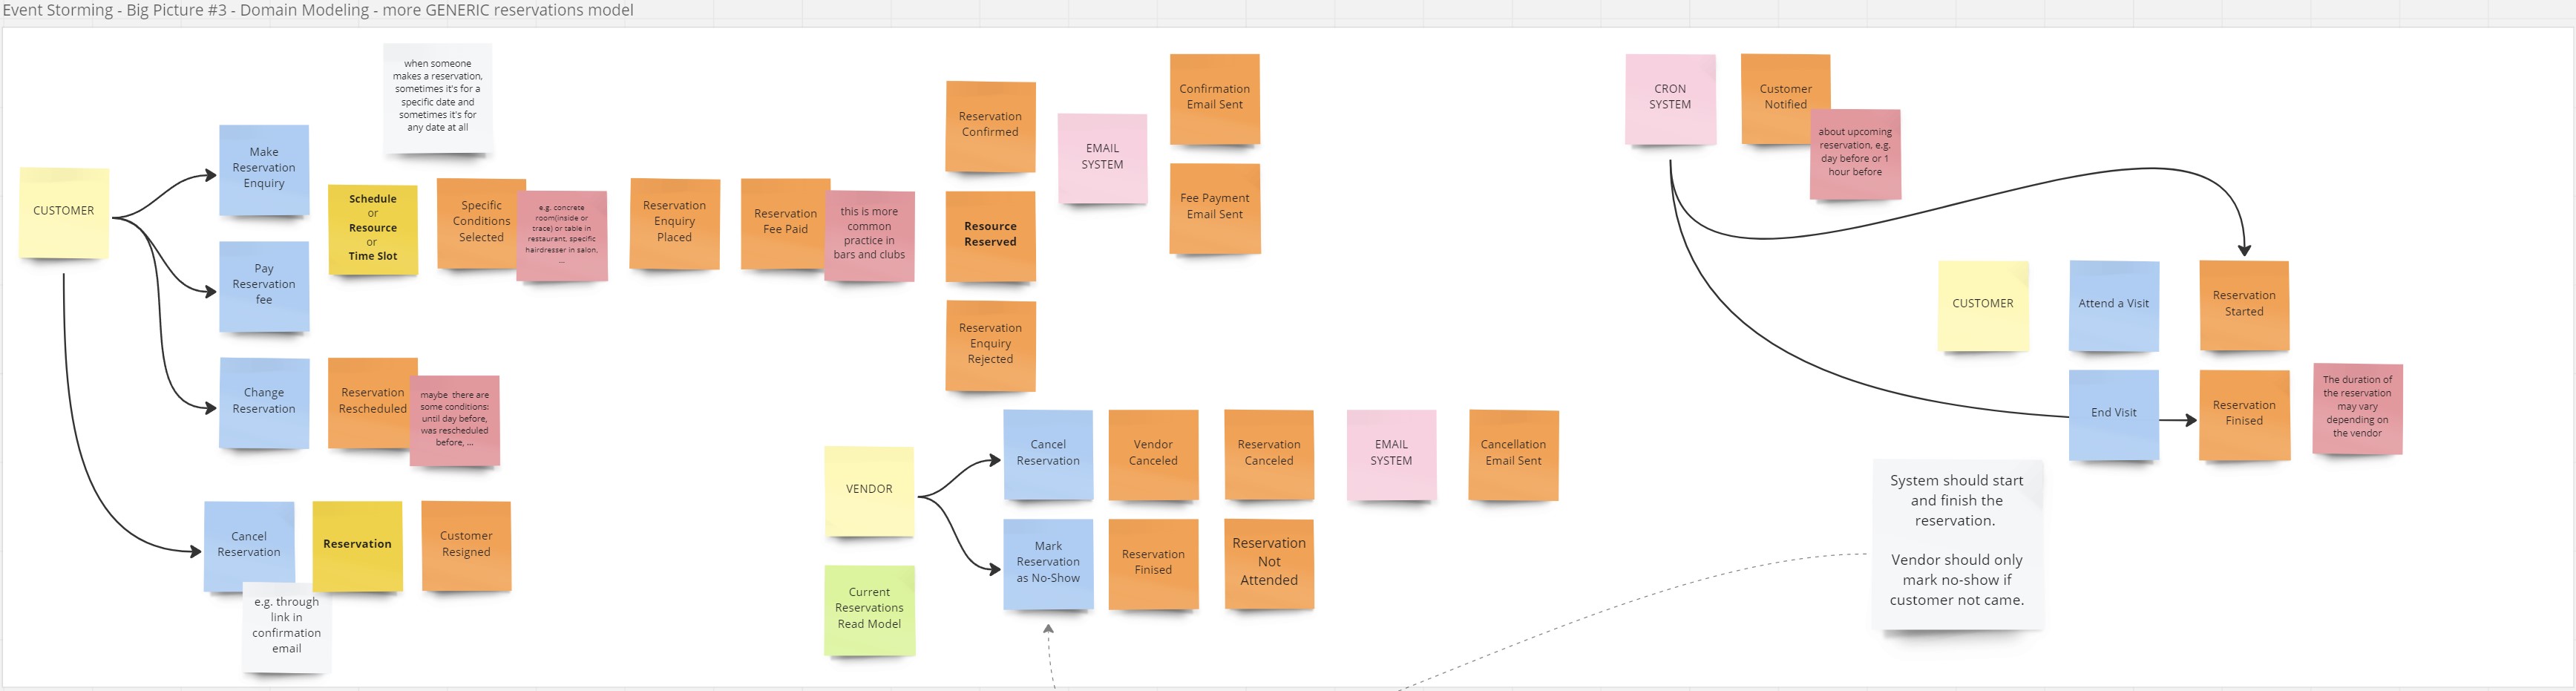 Event Storming - Big Picture #3 - Domain Modeling - more GENERIC reservations model
when someone
makes a reservation,
sometimes it's for a
specific date and
sometimes it's for
any date at all
CUSTOMER
Make
Reservation
Enquiry
Pay
Reservation
fee
Change
Reservation
Cancel
Reservation
e.g. through
link in
confirmation
email
Schedule
or
Resource
or
Time Slot
Specific
Conditions
Selected
e.g. concrete
room(inside or
trace) or table in
restaurant, specific
hairdresser in salon,
...
Reservation
Enquiry
Placed
Reservation
Fee Paid
this is more
common
practice in
bars and clubs
Reservation
Rescheduled
maybe there are
some conditions:
until day before,
was rescheduled
before, ...
Reservation
Customer
Resigned
Reservation
Confirmed
Resource
Reserved
Reservation
Enquiry
Rejected
EMAIL
SYSTEM
Confirmation
Email Sent
Fee Payment
Email Sent
VENDOR
Current
Reservations
Read Model
Cancel
Reservation
Vendor
Canceled
Reservation
Canceled
EMAIL
SYSTEM
Cancellation
Email Sent
Mark
Reservation
as No-Show
Reservation
Finised
Reservation
Not
Attended
CRON
SYSTEM
Customer
Notified
about upcoming
reservation, e.g.
day before or 1
hour before
CUSTOMER
Attend a Visit
Reservation
Started
End Visit
Reservation
Finised
The duration of
the reservation
may vary
depending on
the vendor
System should start
and finish the
reservation.
Vendor should only
mark no-show if
customer not came.